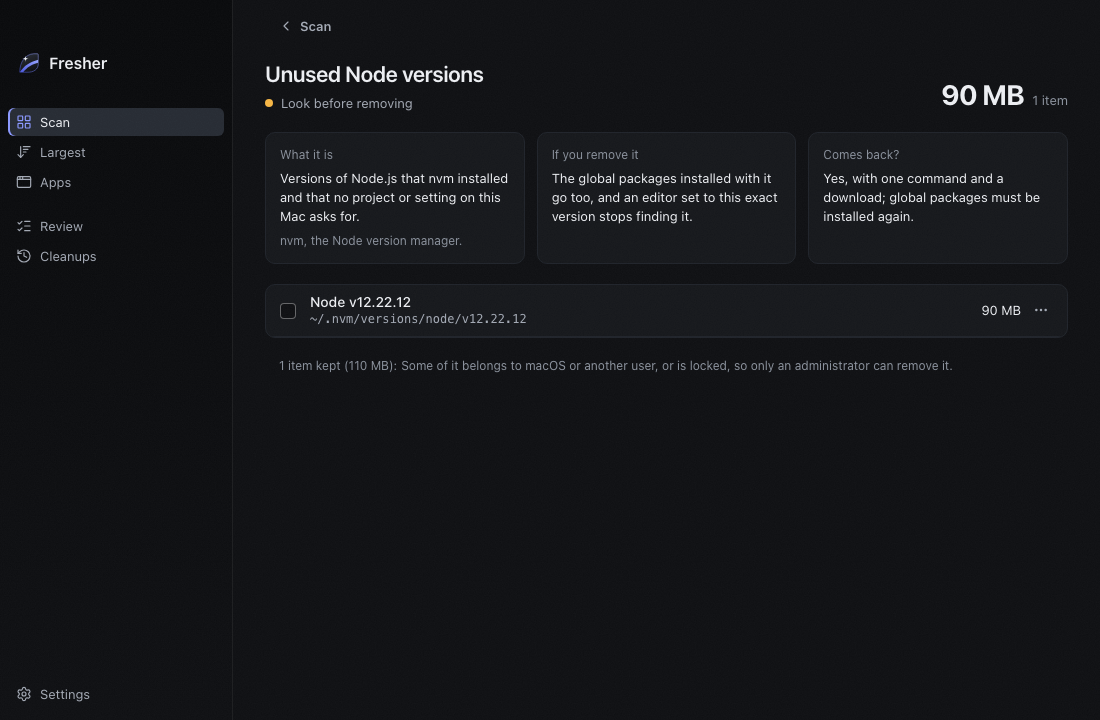 Scan
Fresher
Unused Node versions
Look before removing
90 MB 1 item
Scan
Largest
Apps
Review
Cleanups
What it is
Versions of Node.js that nvm installed
and that no project or setting on this
Mac asks for.
nvm, the Node version manager.
If you remove it
The global packages installed with it
go too, and an editor set to this exact
version stops finding it.
Comes back?
Yes, with one command and a
download; global packages must be
installed again.
Node v12.22.12
~/.nvm/versions/node/v12.22.12
90 MB
1 item kept (110 MB): Some of it belongs to macOS or another user, or is locked, so only an administrator can remove it.
Settings